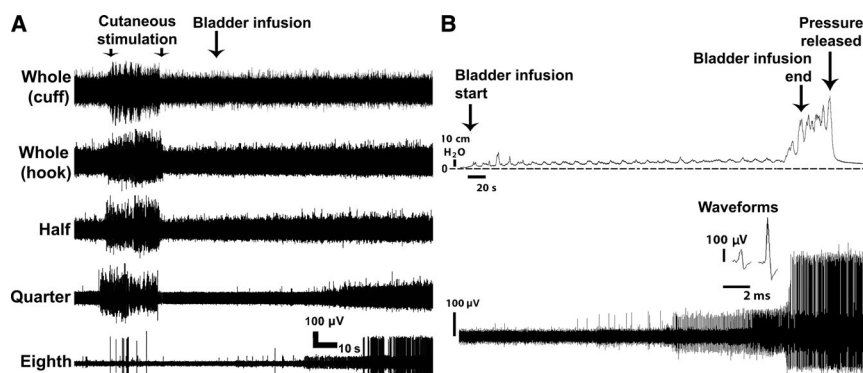 A
Cutaneous
stimulation
Bladder infusion
Whole
(cuff)
Whole
(hook)
Half
Quarter
Eighth
100 µV
10 s
B
Bladder infusion
start
Bladder infusion
end
Pressure
released
10 cm
H₂O
0
20 s
Waveforms
100 µV
2 ms
100 µV